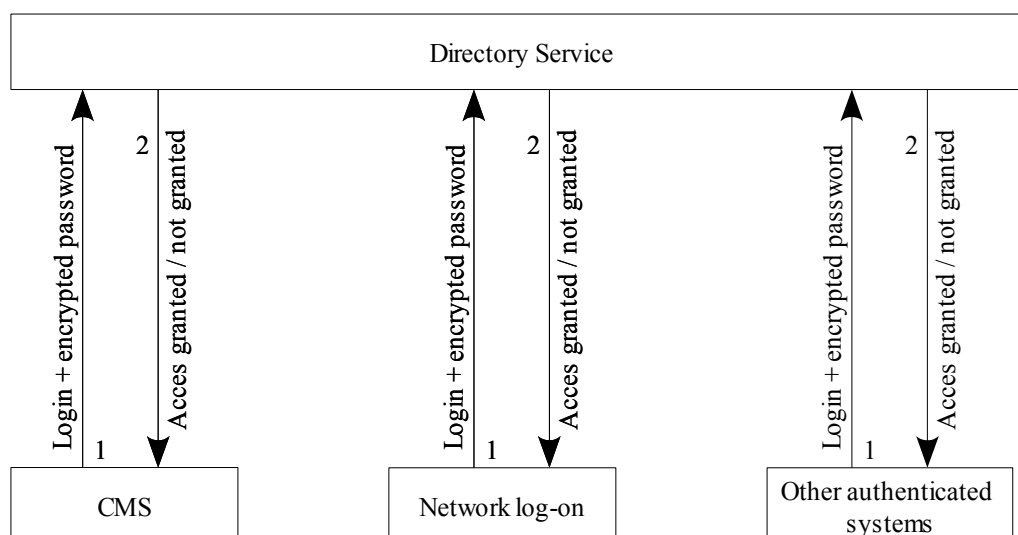 Directory Service
Login + encrypted password
1
2
Acces granted / not granted
Login + encrypted password
1
2
Acces granted / not granted
Login + encrypted password
1
2
Acces granted / not granted
CMS
Network log-on
Other authenticated
systems